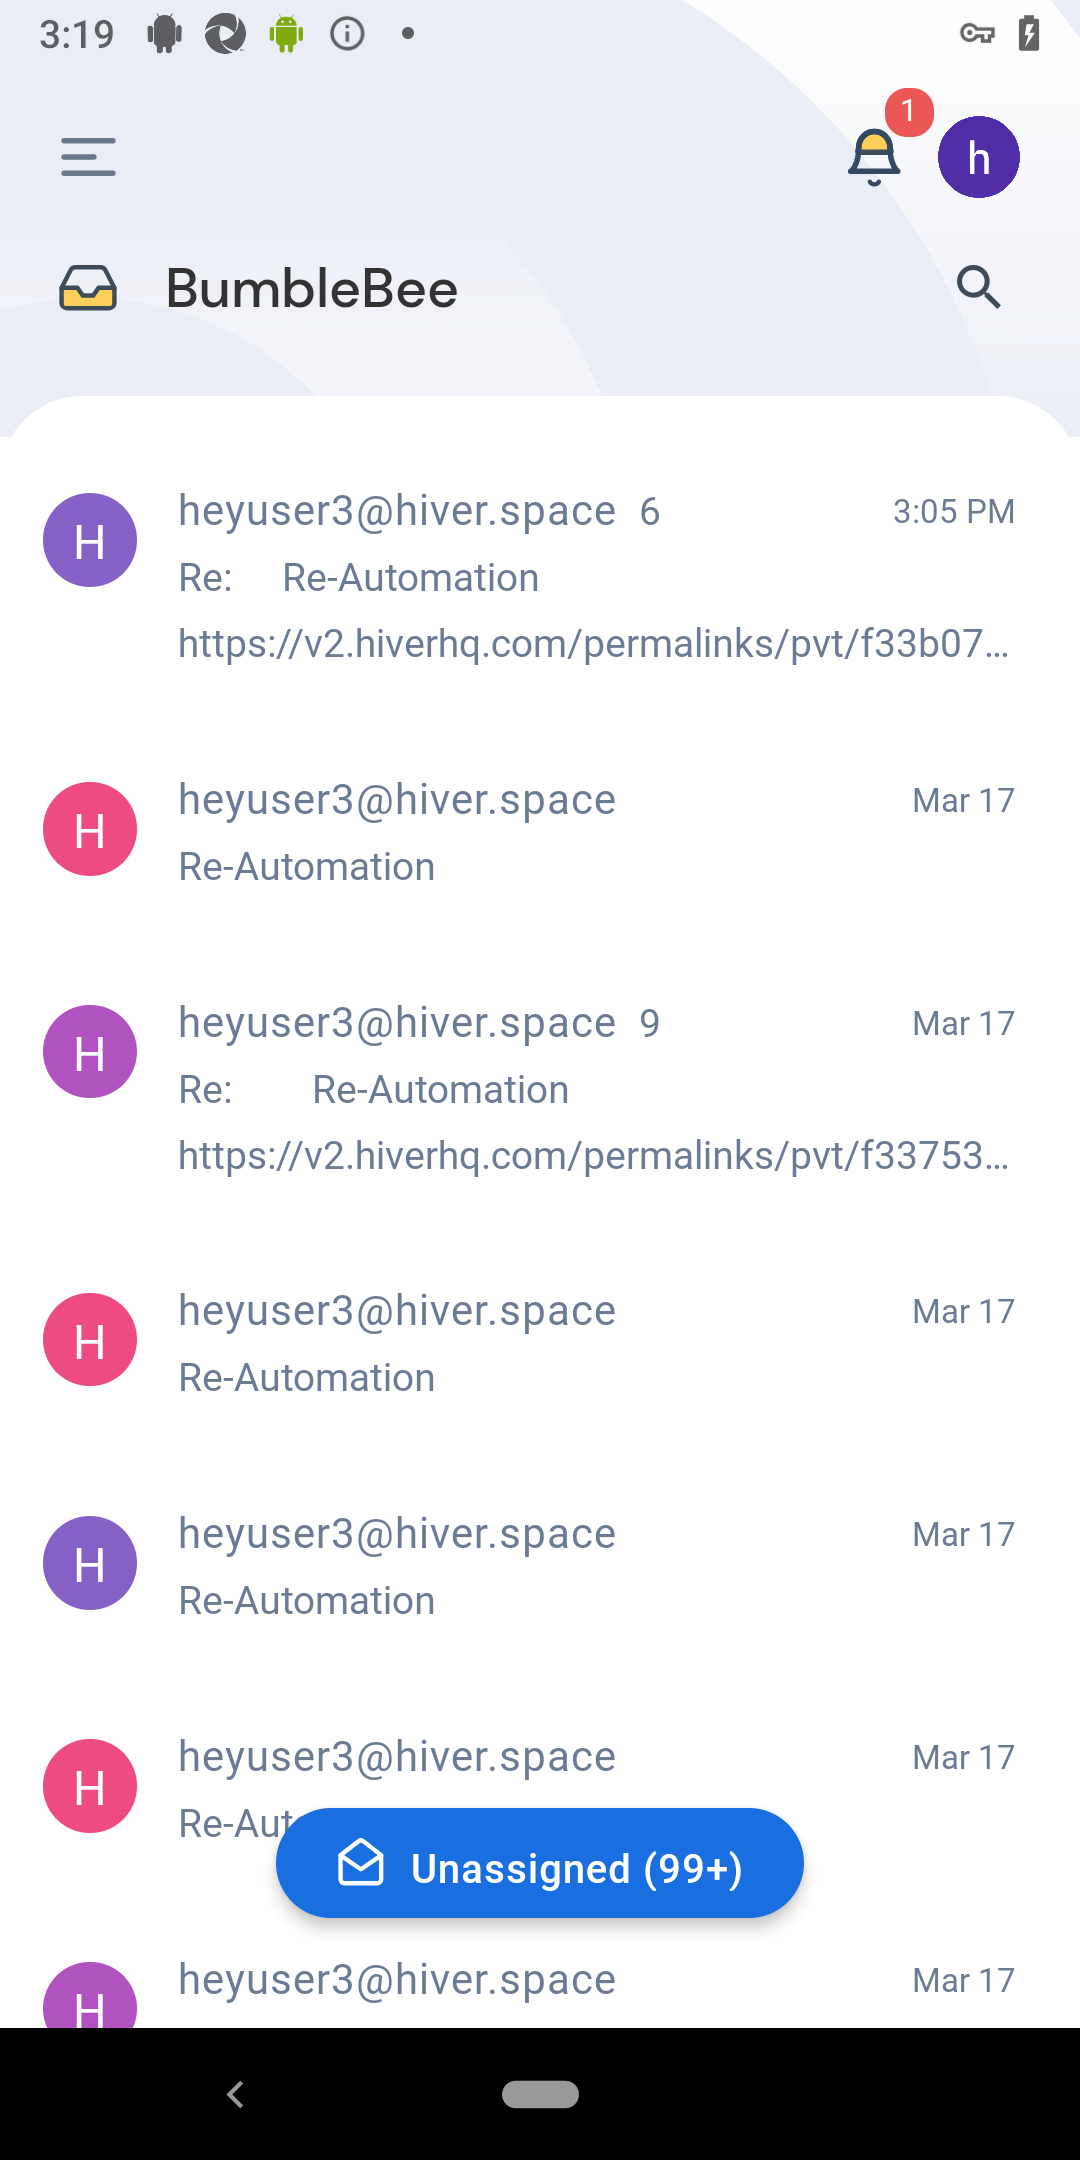 3:19
1
h
BumbleBee
H heyuser3@hiver.space 6 3:05 PM
Re: Re-Automation
https://v2.hiverhq.com/permalinks/pvt/f33b07...
H heyuser3@hiver.space Mar 17
Re-Automation
H heyuser3@hiver.space 9 Mar 17
Re: Re-Automation
https://v2.hiverhq.com/permalinks/pvt/f33753...
H heyuser3@hiver.space Mar 17
Re-Automation
H heyuser3@hiver.space Mar 17
Re-Automation
H heyuser3@hiver.space Mar 17
Re-Aut
Unassigned (99+)
H heyuser3@hiver.space Mar 17